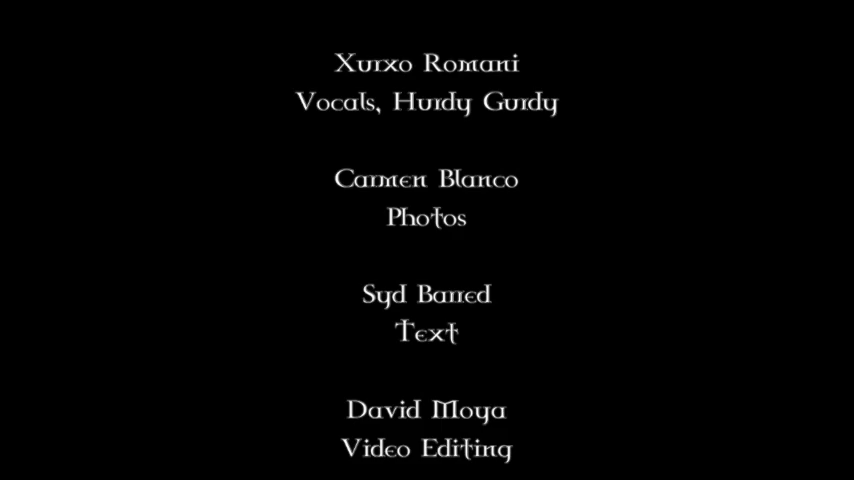 Xurxo Romani
Vocals, Hurdy Gurdy
Carmen Blanco
Photos
Syd Barred
Text
David Moya
Video Editing